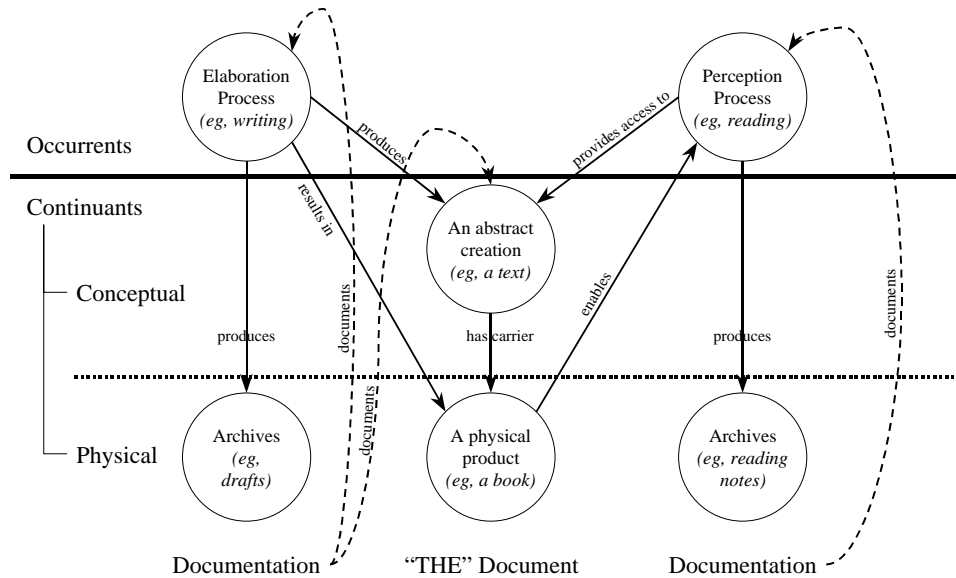 Elaboration
Process
(eg, writing)
Perception
Process
(eg, reading)
produces
provides access to
Occurrents
Continuants
results in
An abstract
creation
(eg, a text)
Conceptual
enables
documents
documents
produces
has carrier
produces
documents
Physical
Archives
(eg,
drafts)
A physical
product
(eg, a book)
Archives
(eg, reading
notes)
Documentation
“THE” Document
Documentation